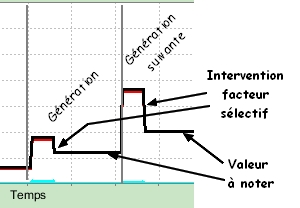 Génération
Génération
suivante
Intervention
facteur
sélectif
Valeur
à noter
Temps